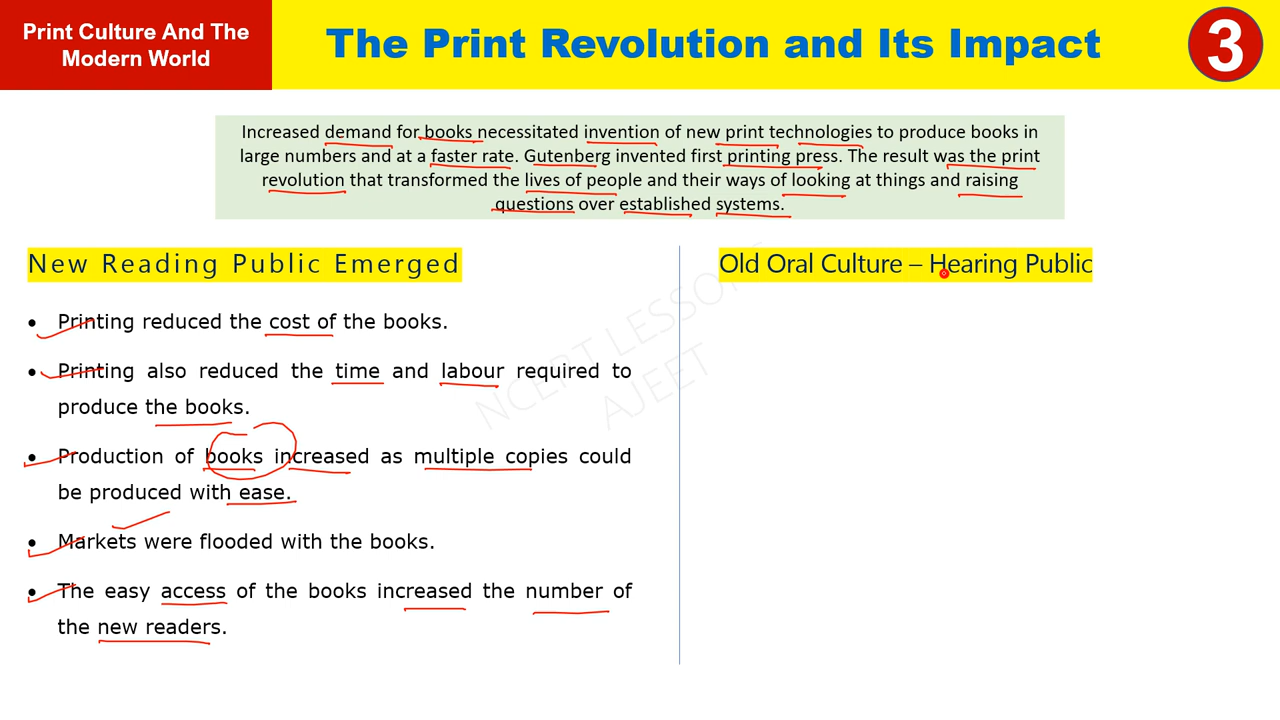 Print Culture And The
Modern World
The Print Revolution and Its Impact
3
Increased demand for books necessitated invention of new print technologies to produce books in
large numbers and at a faster rate. Gutenberg invented first printing press. The result was the print
revolution that transformed the lives of people and their ways of looking at things and raising
questions over established systems.
New Reading Public Emerged
• Printing reduced the cost of the books.
• Printing also reduced the time and labour required to
produce the books.
• Production of books increased as multiple copies could
be produced with ease.
• Markets were flooded with the books.
• The easy access of the books increased the number of
the new readers.
Old Oral Culture – Hearing Public
NCERT LESSONS
AJEET